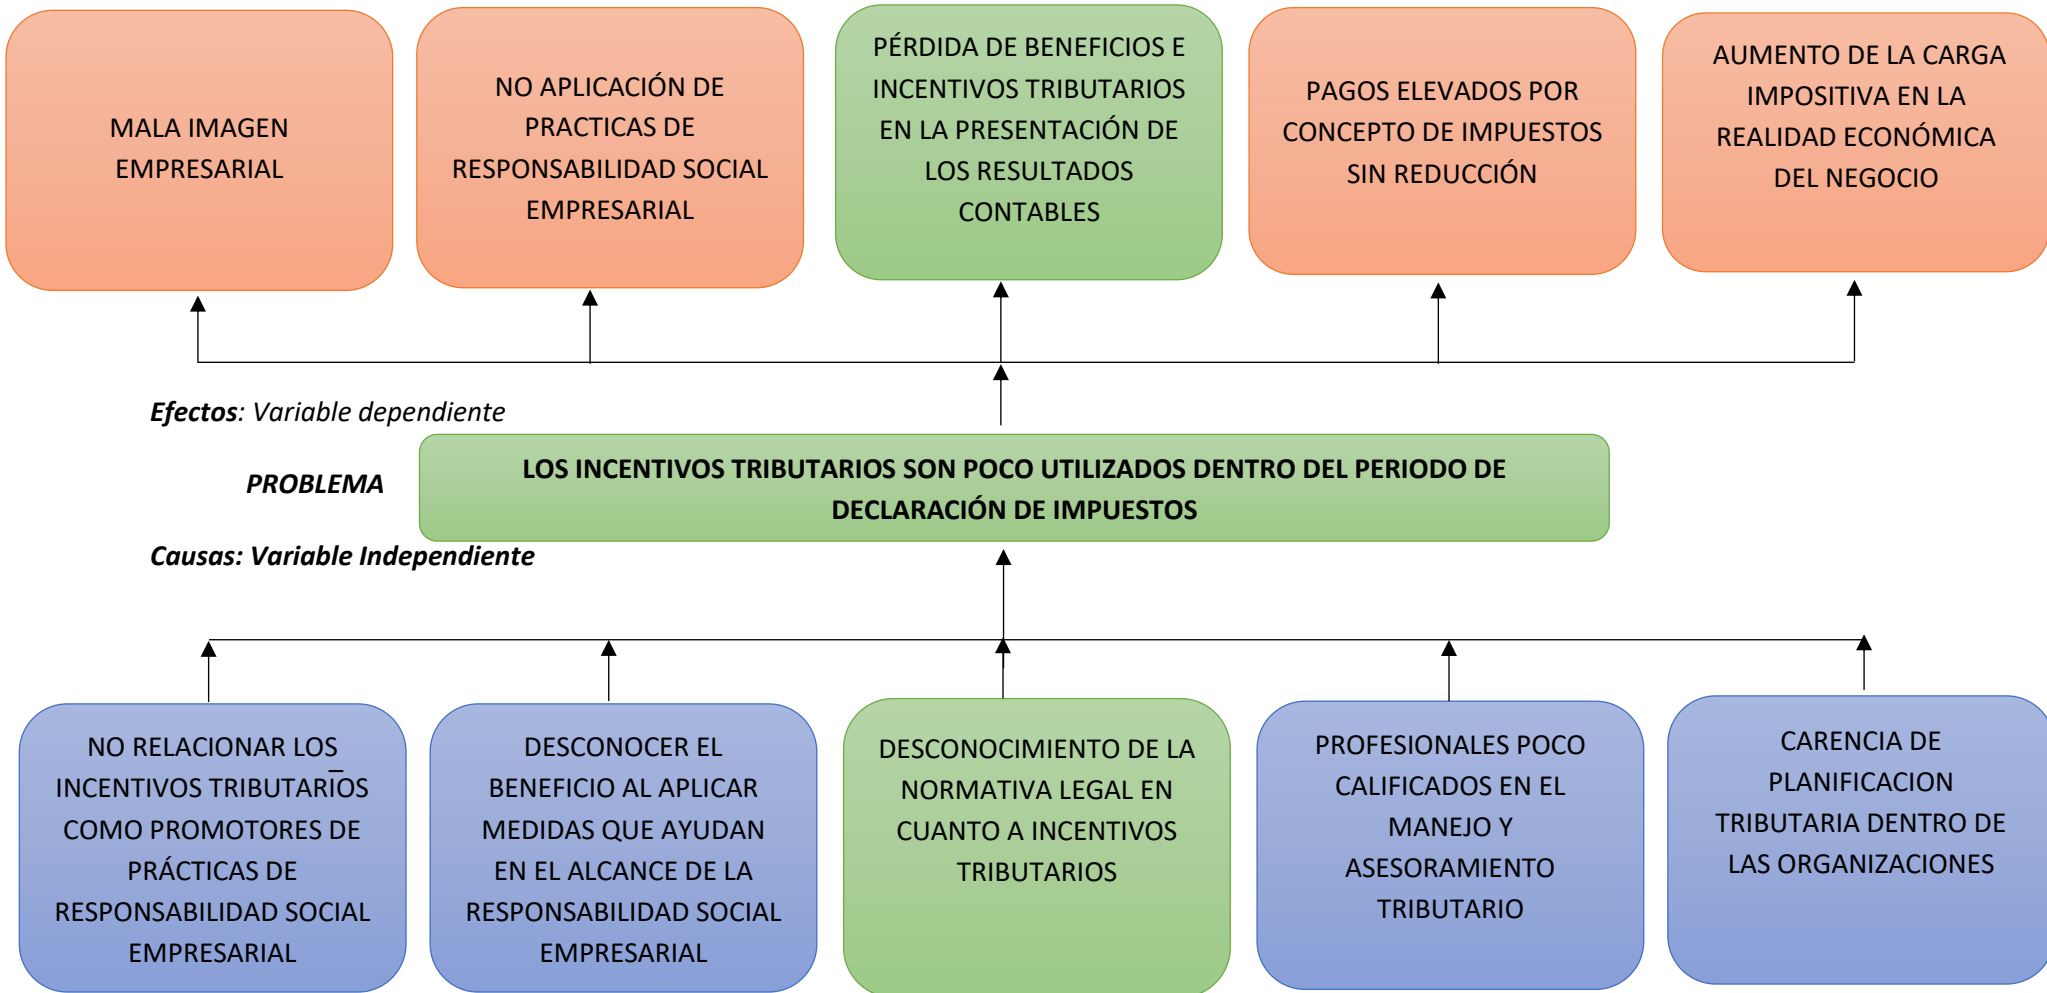 MALA IMAGEN
EMPRESARIAL
NO APLICACIÓN DE
PRACTICAS DE
RESPONSABILIDAD SOCIAL
EMPRESARIAL
PÉRDIDA DE BENEFICIOS E
INCENTIVOS TRIBUTARIOS
EN LA PRESENTACIÓN DE
LOS RESULTADOS
CONTABLES
PAGOS ELEVADOS POR
CONCEPTO DE IMPUESTOS
SIN REDUCCIÓN
AUMENTO DE LA CARGA
IMPOSITIVA EN LA
REALIDAD ECONÓMICA
DEL NEGOCIO
Efectos: Variable dependiente
PROBLEMA
LOS INCENTIVOS TRIBUTARIOS SON POCO UTILIZADOS DENTRO DEL PERIODO DE
DECLARACIÓN DE IMPUESTOS
Causas: Variable Independiente
NO RELACIONAR LOS
INCENTIVOS TRIBUTARIOS
COMO PROMOTORES DE
PRÁCTICAS DE
RESPONSABILIDAD SOCIAL
EMPRESARIAL
DESCONOCER EL
BENEFICIO AL APLICAR
MEDIDAS QUE AYUDAN
EN EL ALCANCE DE LA
RESPONSABILIDAD SOCIAL
EMPRESARIAL
DESCONOCIMIENTO DE LA
NORMATIVA LEGAL EN
CUANTO A INCENTIVOS
TRIBUTARIOS
PROFESIONALES POCO
CALIFICADOS EN EL
MANEJO Y
ASESORAMIENTO
TRIBUTARIO
CARENCIA DE
PLANIFICACION
TRIBUTARIA DENTRO DE
LAS ORGANIZACIONES